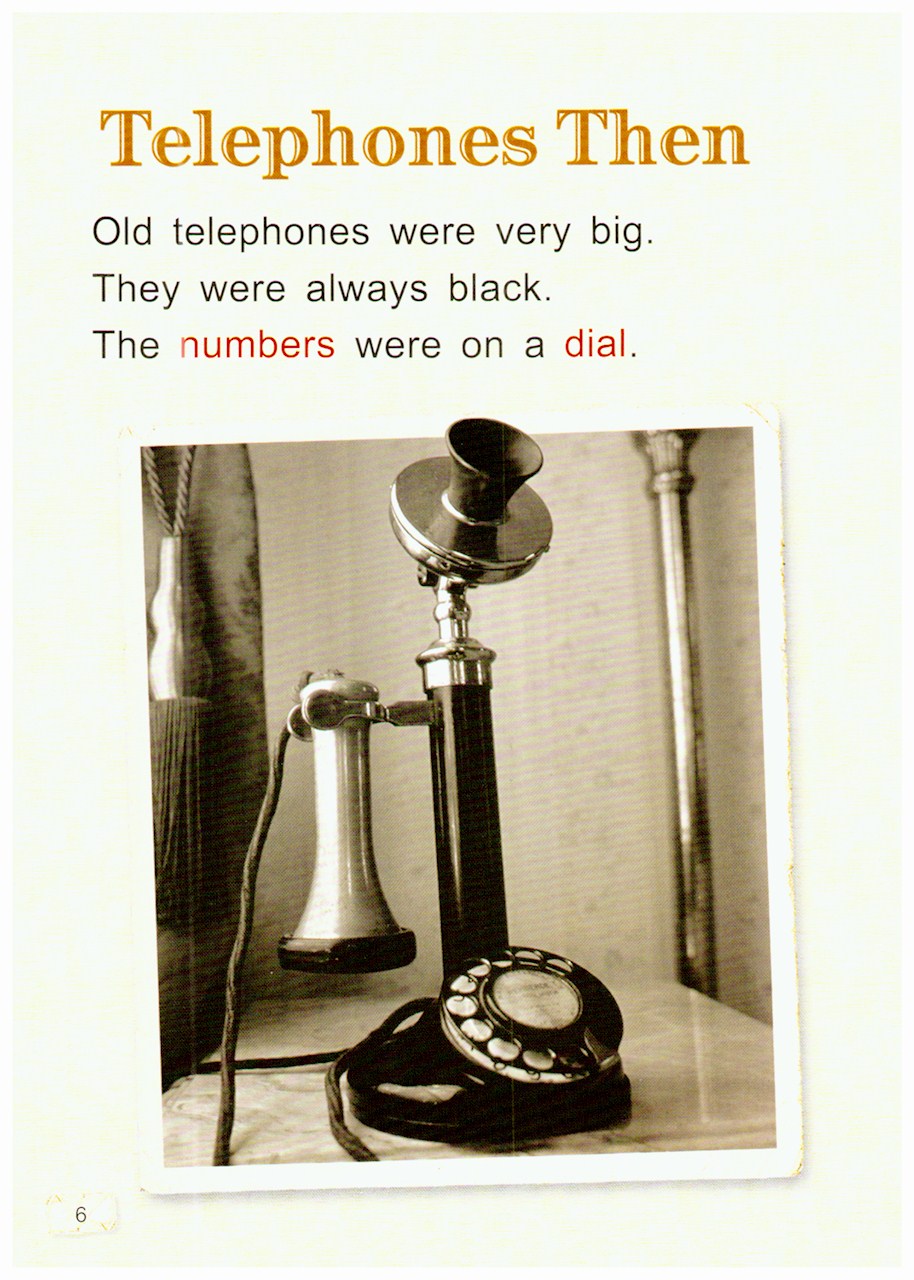 Telephones Then
Old telephones were very big.
They were always black.
The numbers were on a dial.
6